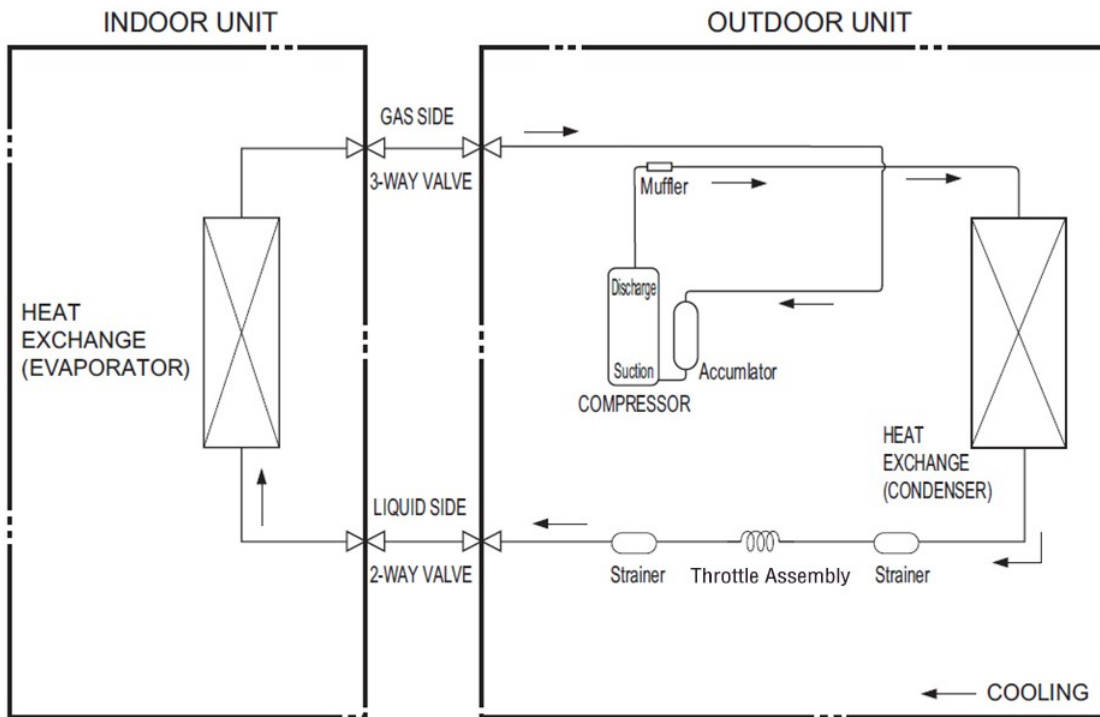 INDOOR UNIT
OUTDOOR UNIT
GAS SIDE
3-WAY VALVE
Muffler
Discharge
Suction
COMPRESSOR
Accumlator
HEAT
EXCHANGE
(EVAPORATOR)
HEAT
EXCHANGE
(CONDENSER)
LIQUID SIDE
2-WAY VALVE
Strainer
Throttle Assembly
Strainer
COOLING